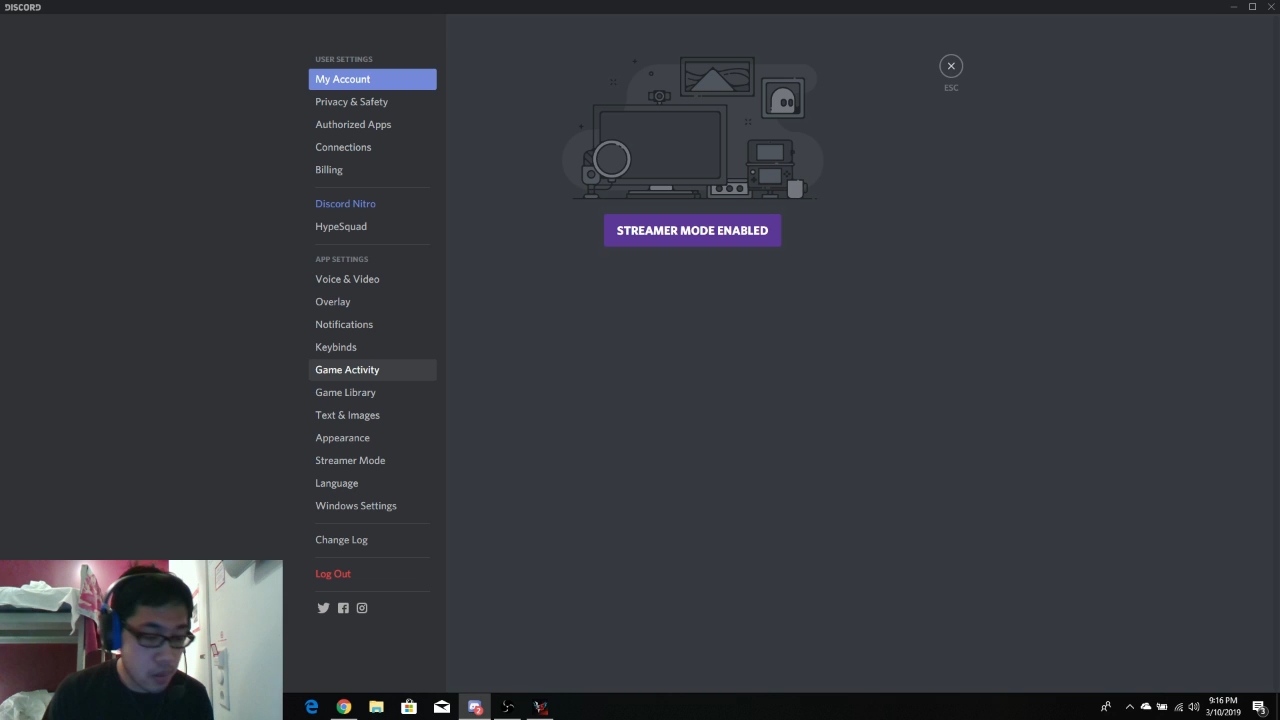 DISCORD
USER SETTINGS
My Account
Privacy & Safety
Authorized Apps
Connections
Billing
Discord Nitro
HypeSquad
APP SETTINGS
Voice & Video
Overlay
Notifications
Keybinds
Game Activity
Game Library
Text & Images
Appearance
Streamer Mode
Language
Windows Settings
Change Log
Log Out
ESC
STREAMER MODE ENABLED
9:16 PM
3/10/2019